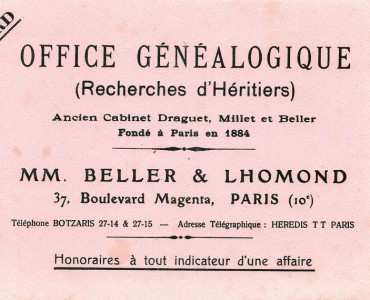 OFFICE GÉNÉALOGIQUE
(Recherches d'Héritiers)
Ancien Cabinet Draguet, Millet et Beller
Fondé à Paris en 1884
MM. BELLER & LHOMOND
37, Boulevard Magenta, PARIS (10e)
Téléphone BOTZARIS 27-14 & 27-15 — Adresse Télégraphique : HEREDIS T T PARIS
Honoraires à tout indicateur d'une affaire